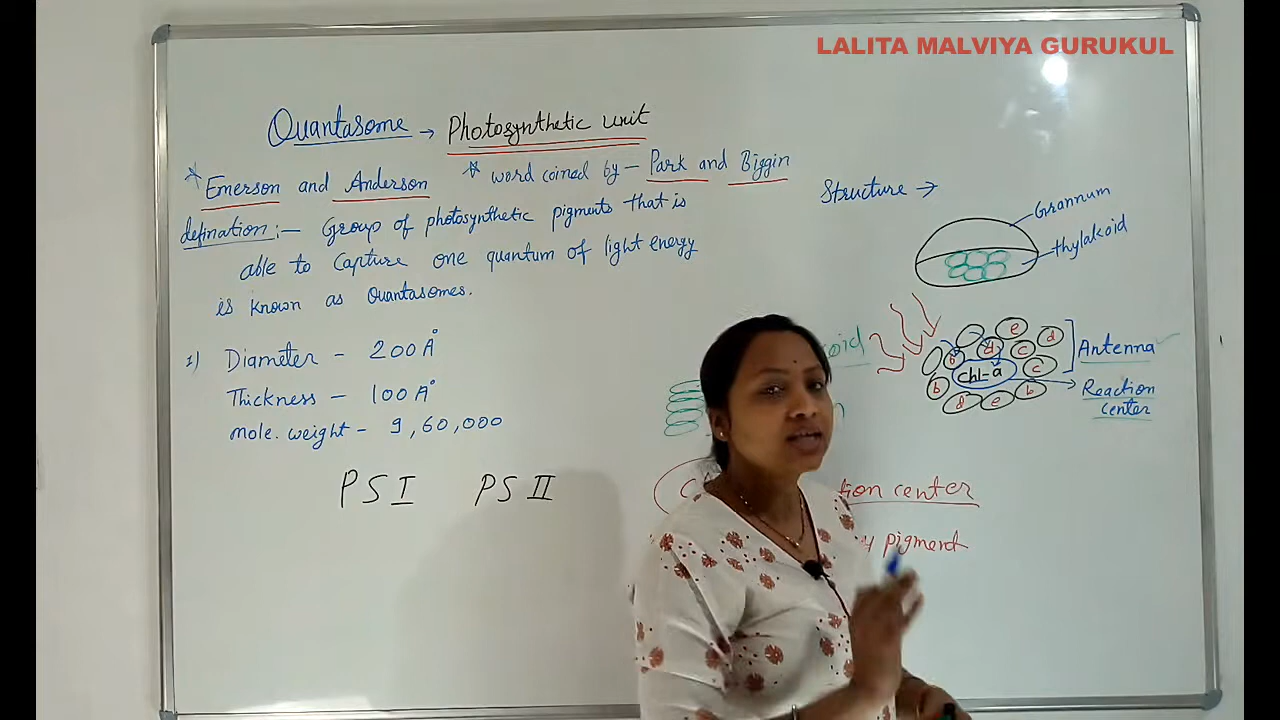 LALITA MALVIYA GURUKUL
Quantasome → Photosynthetic unit
* Emerson and Anderson * word coined by - Park and Biggin
defination :- Group of photosynthetic pigments that is
able to Capture one quantum of light energy
is known as Quantasomes.
1) Diameter - 200 Å
Thickness - 100 Å
mole. weight - 9,60,000
PS I PS II
Structure →
Grannum
thylakoid
e
d
d c
c
chl-a
b
d e b
Antenna
Reaction
center
center
pigment